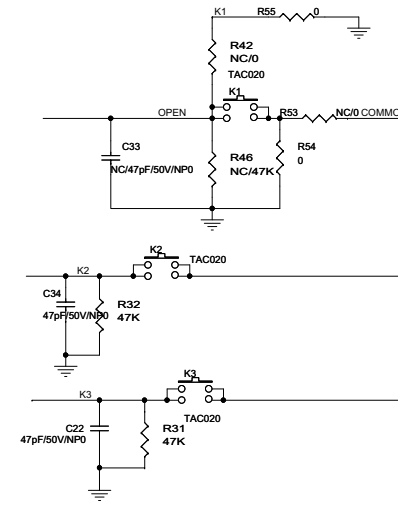 K1
R55
0
R42
NC/0
TAC020
K1
OPEN
R53
NC/0 COMMO
C33
NC/47pF/50V/NP0
R46
NC/47K
R54
0
K2
TAC020
K2
C34
47pF/50V/NP0
R32
47K
K3
K3
TAC020
C22
47pF/50V/NP0
R31
47K